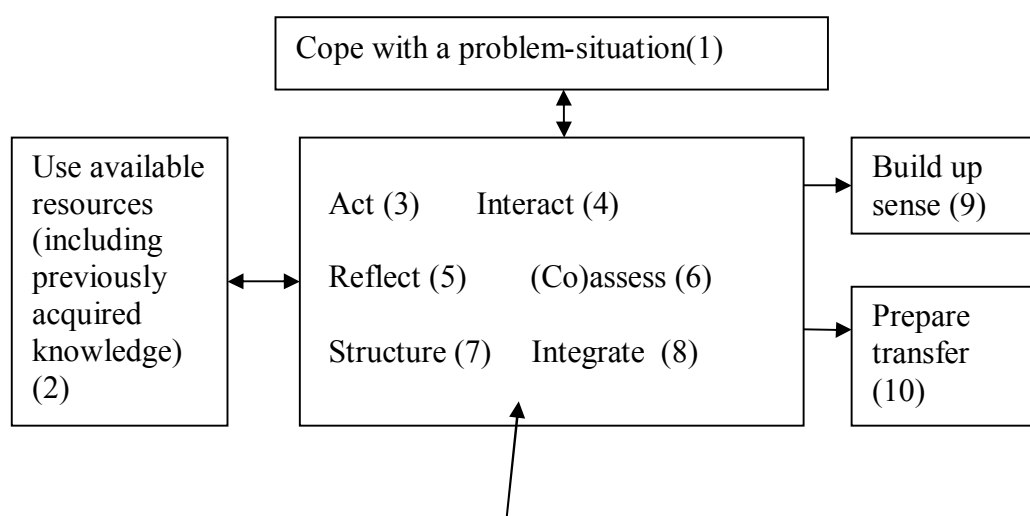 Cope with a problem-situation(1)
Use available
resources
(including
previously
acquired
knowledge)
(2)
Act (3) Interact (4)
Reflect (5) (Co)assess (6)
Structure (7) Integrate (8)
Build up
sense (9)
Prepare
transfer
(10)